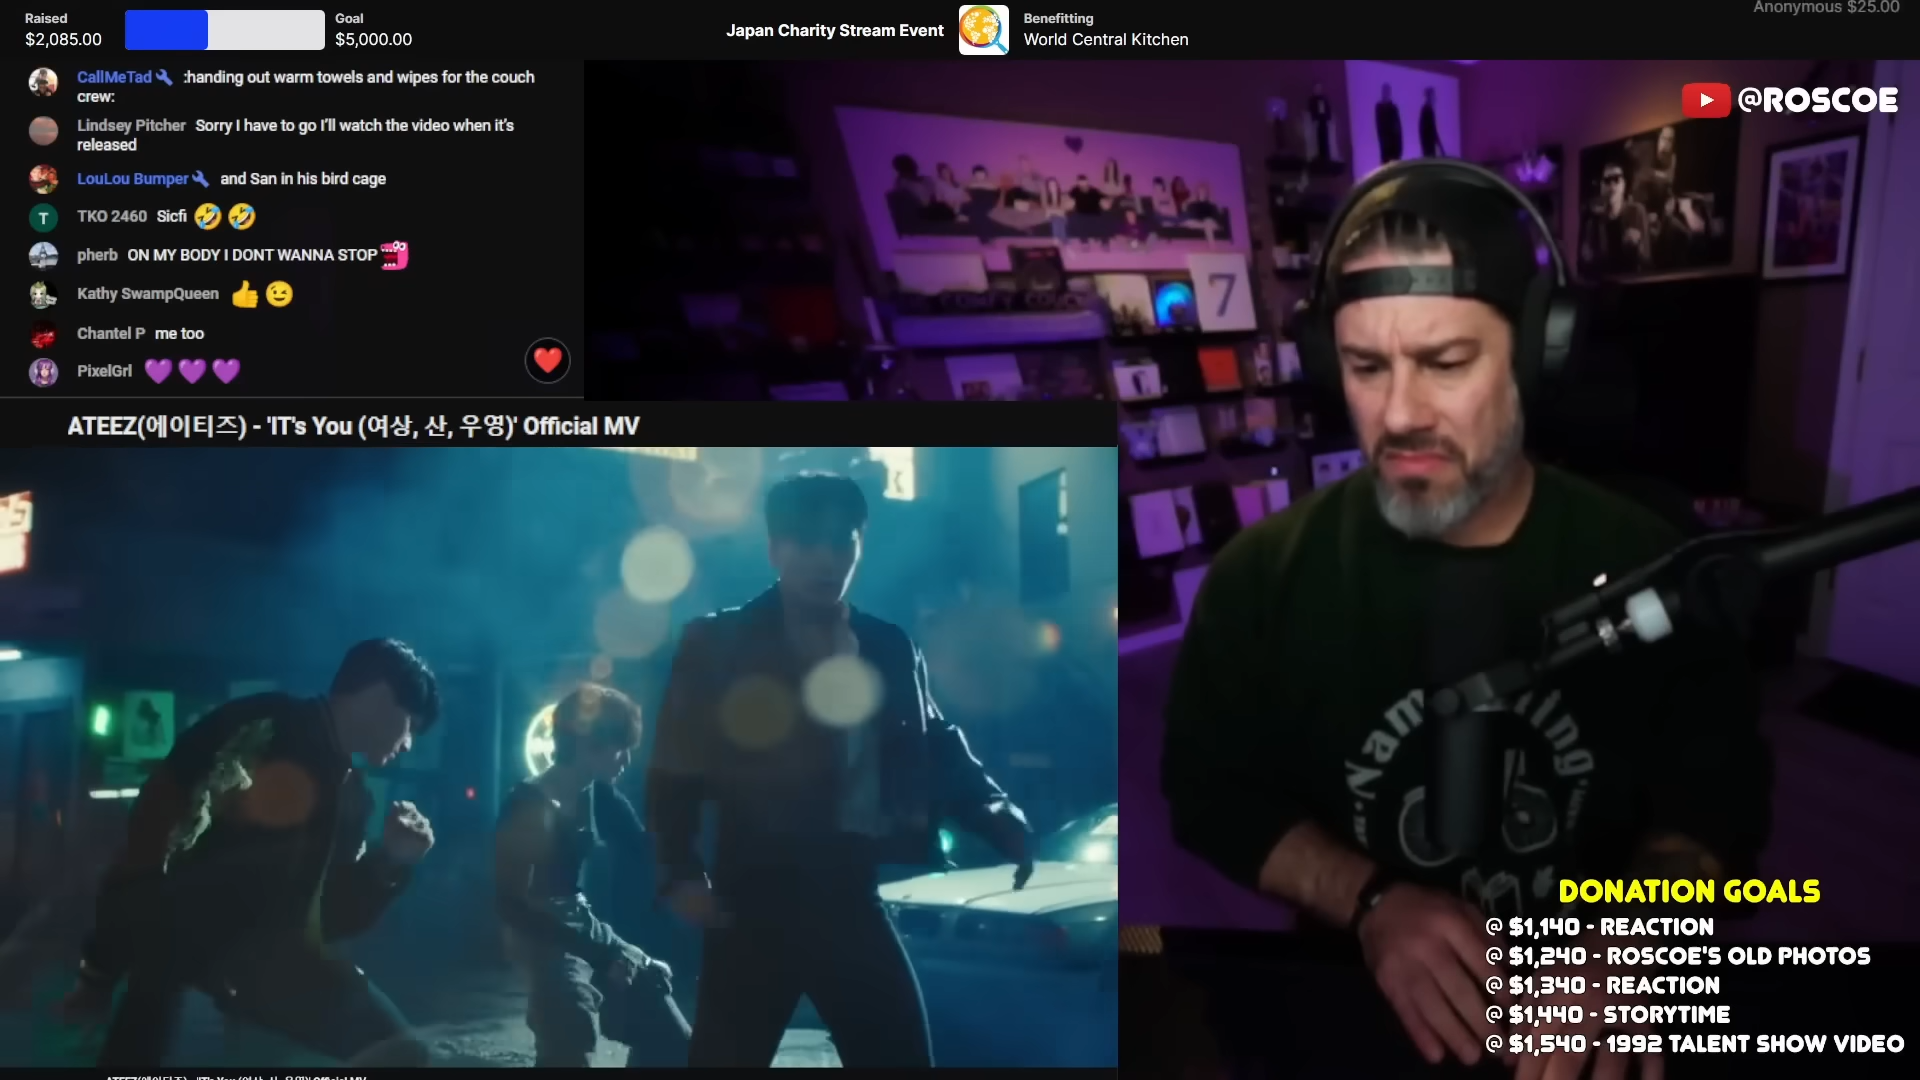 Raised
$2,085.00
Goal
$5,000.00
Japan Charity Stream Event
Benefitting
World Central Kitchen
Anonymous $25.00
CallMeTad :handing out warm towels and wipes for the couch
crew:
Lindsey Pitcher Sorry I have to go I'll watch the video when it's
released
LouLou Bumper and San in his bird cage
T TKO 2460 Sicfi 🤣 🤣
pherb ON MY BODY I DONT WANNA STOP
Kathy SwampQueen 👍 😉
Chantel P me too
PixelGrl 💜 💜 💜
@ROSCOE
7
ATEEZ(에이티즈) - 'IT's You (여상, 산, 우영)' Official MV
DONATION GOALS
@ $1,140 - REACTION
@ $1,240 - ROSCOE'S OLD PHOTOS
@ $1,340 - REACTION
@ $1,440 - STORYTIME
@ $1,540 - 1992 TALENT SHOW VIDEO